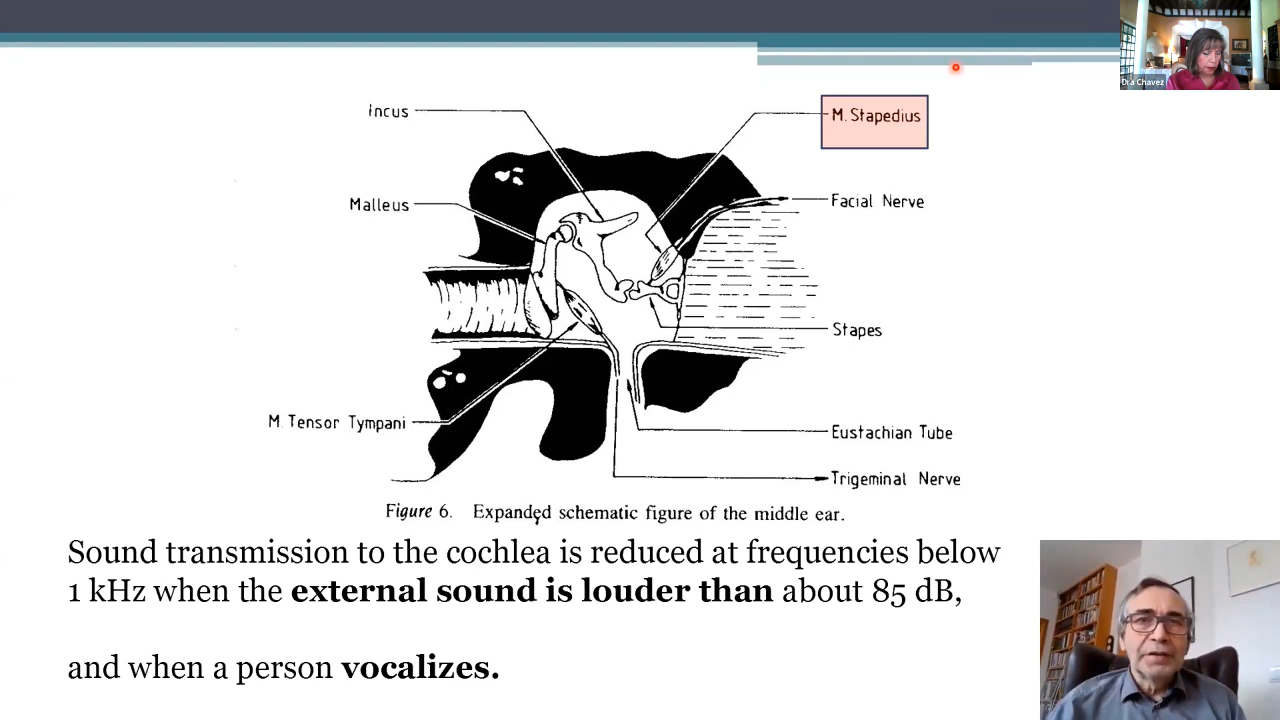 Dra Chavez
Incus
M. Stapedius
Malleus
Facial Nerve
Stapes
M. Tensor Tympani
Eustachian Tube
Trigeminal Nerve
Figure 6. Expanded schematic figure of the middle ear.
Sound transmission to the cochlea is reduced at frequencies below
1 kHz when the external sound is louder than about 85 dB,
and when a person vocalizes.